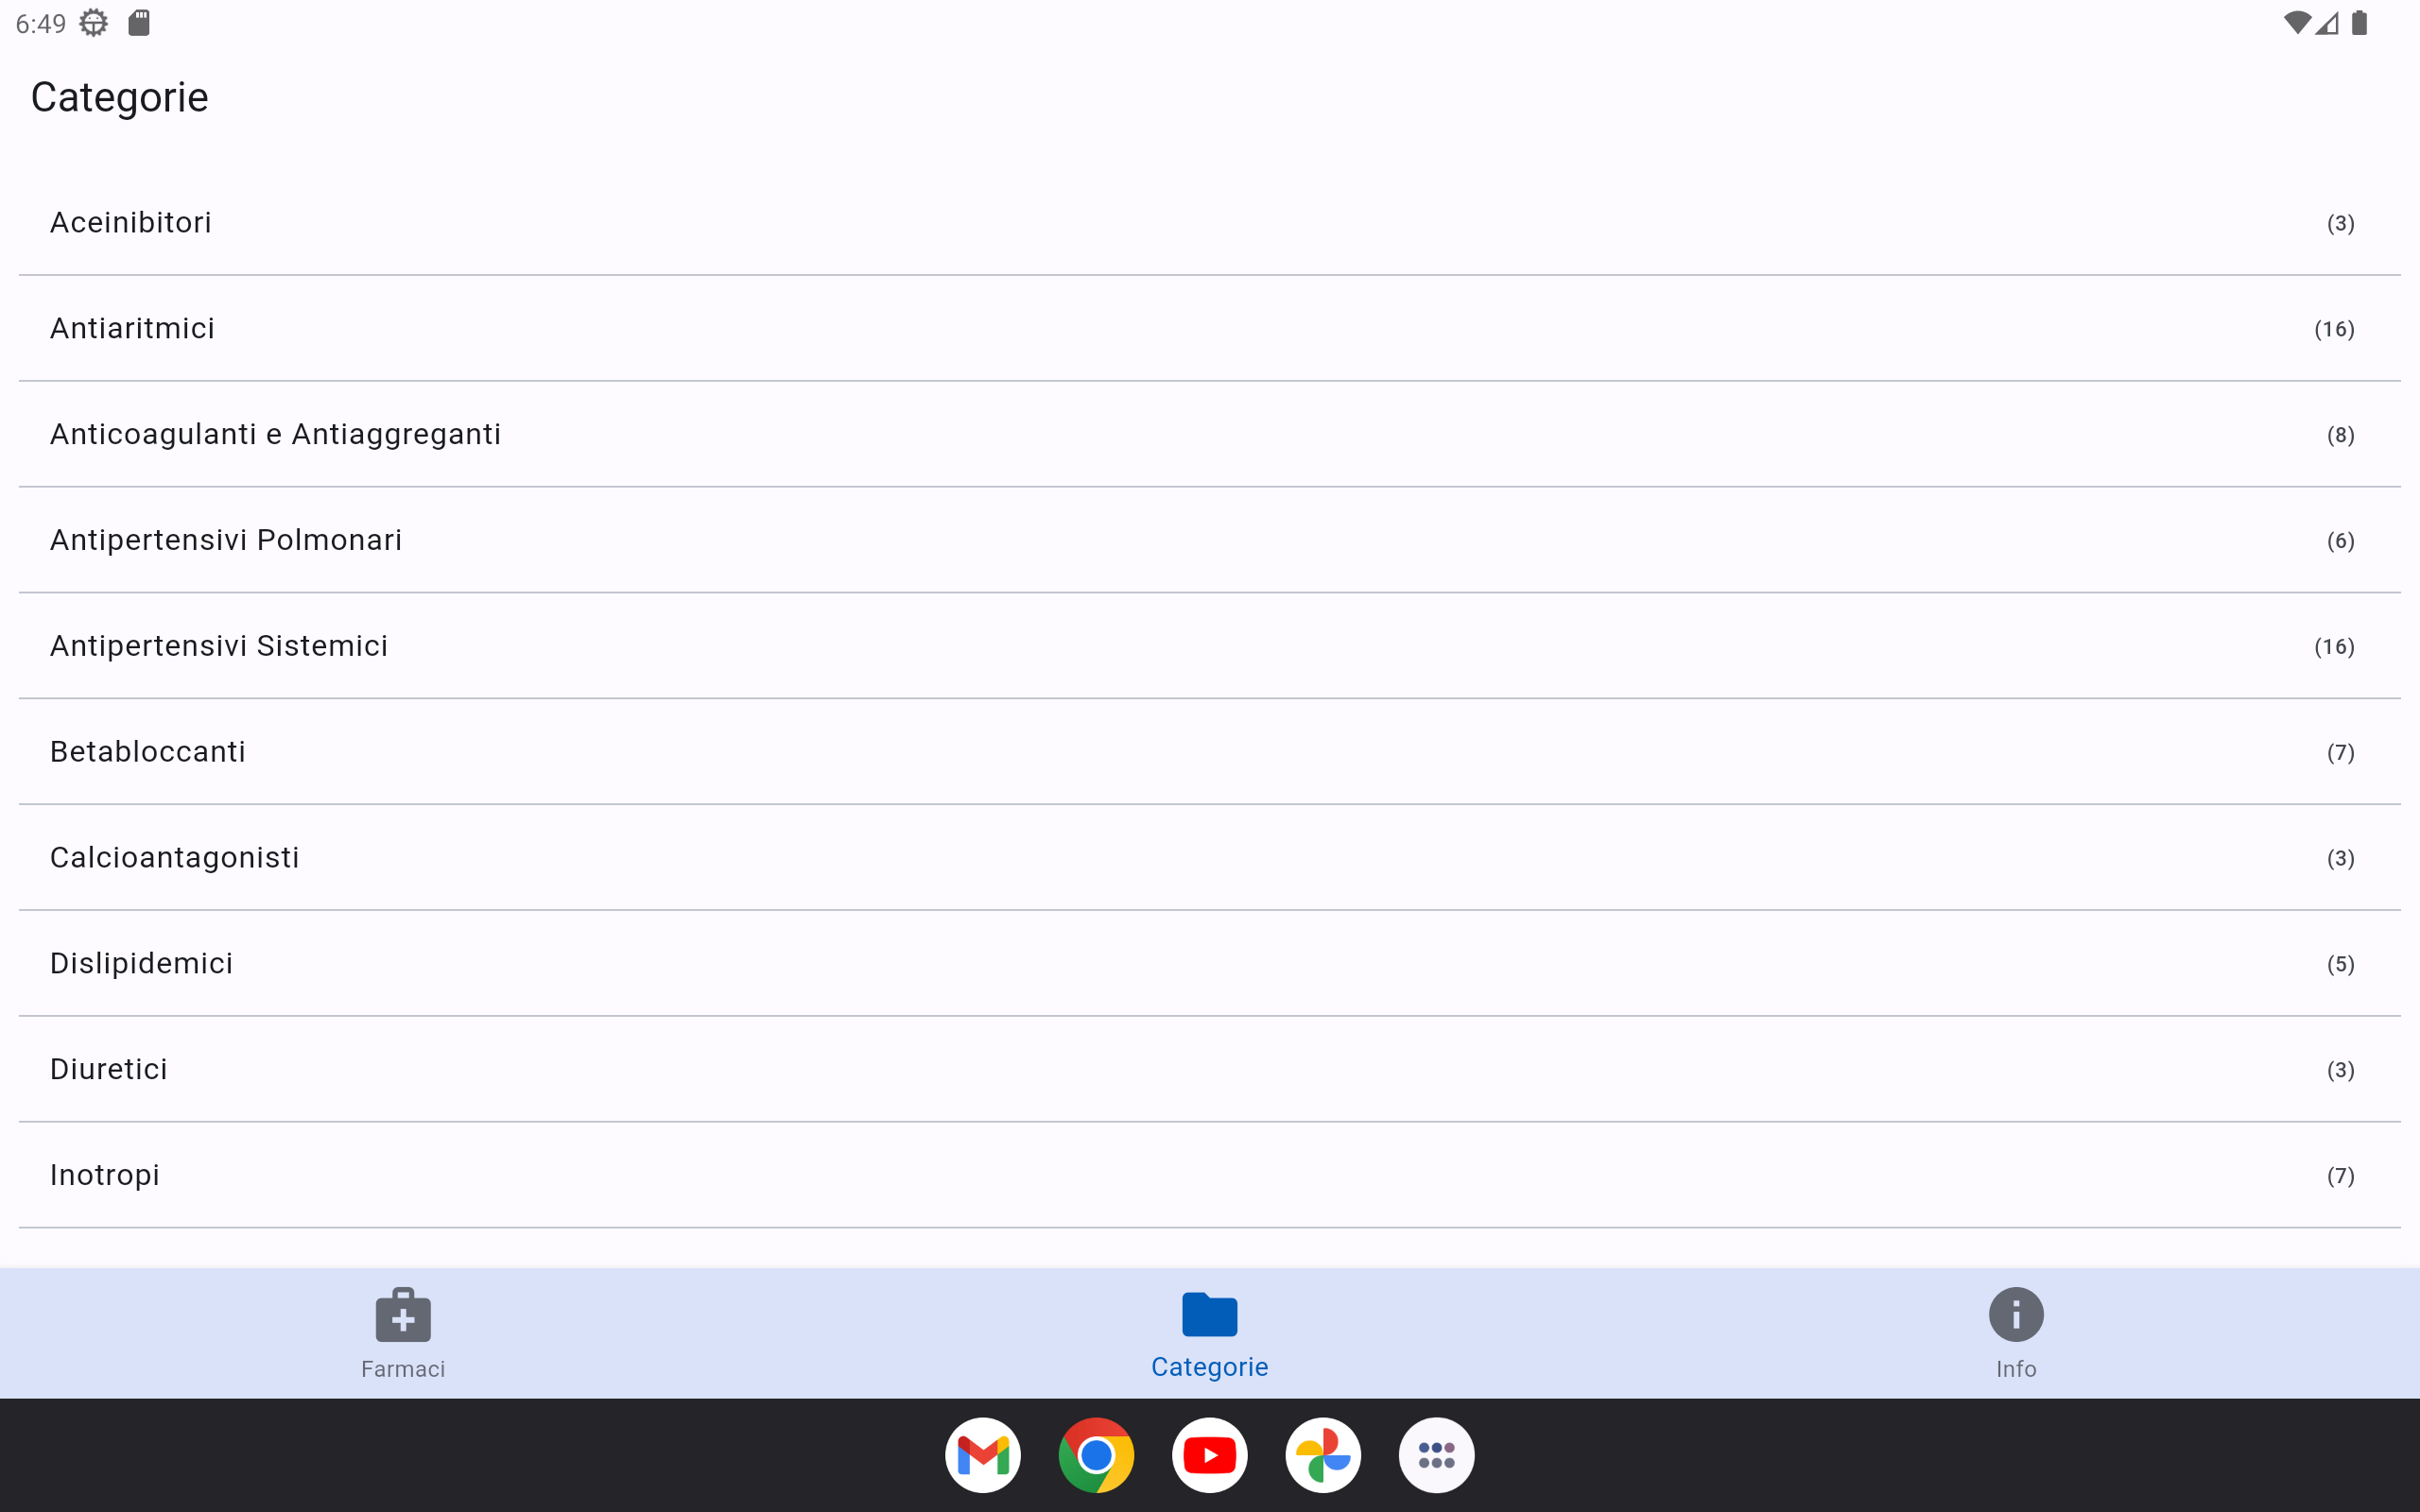 6:49
Categorie
Aceinibitori (3)
Antiaritmici (16)
Anticoagulanti e Antiaggreganti (8)
Antipertensivi Polmonari (6)
Antipertensivi Sistemici (16)
Betabloccanti (7)
Calcioantagonisti (3)
Dislipidemici (5)
Diuretici (3)
Inotropi (7)
Farmaci Categorie Info